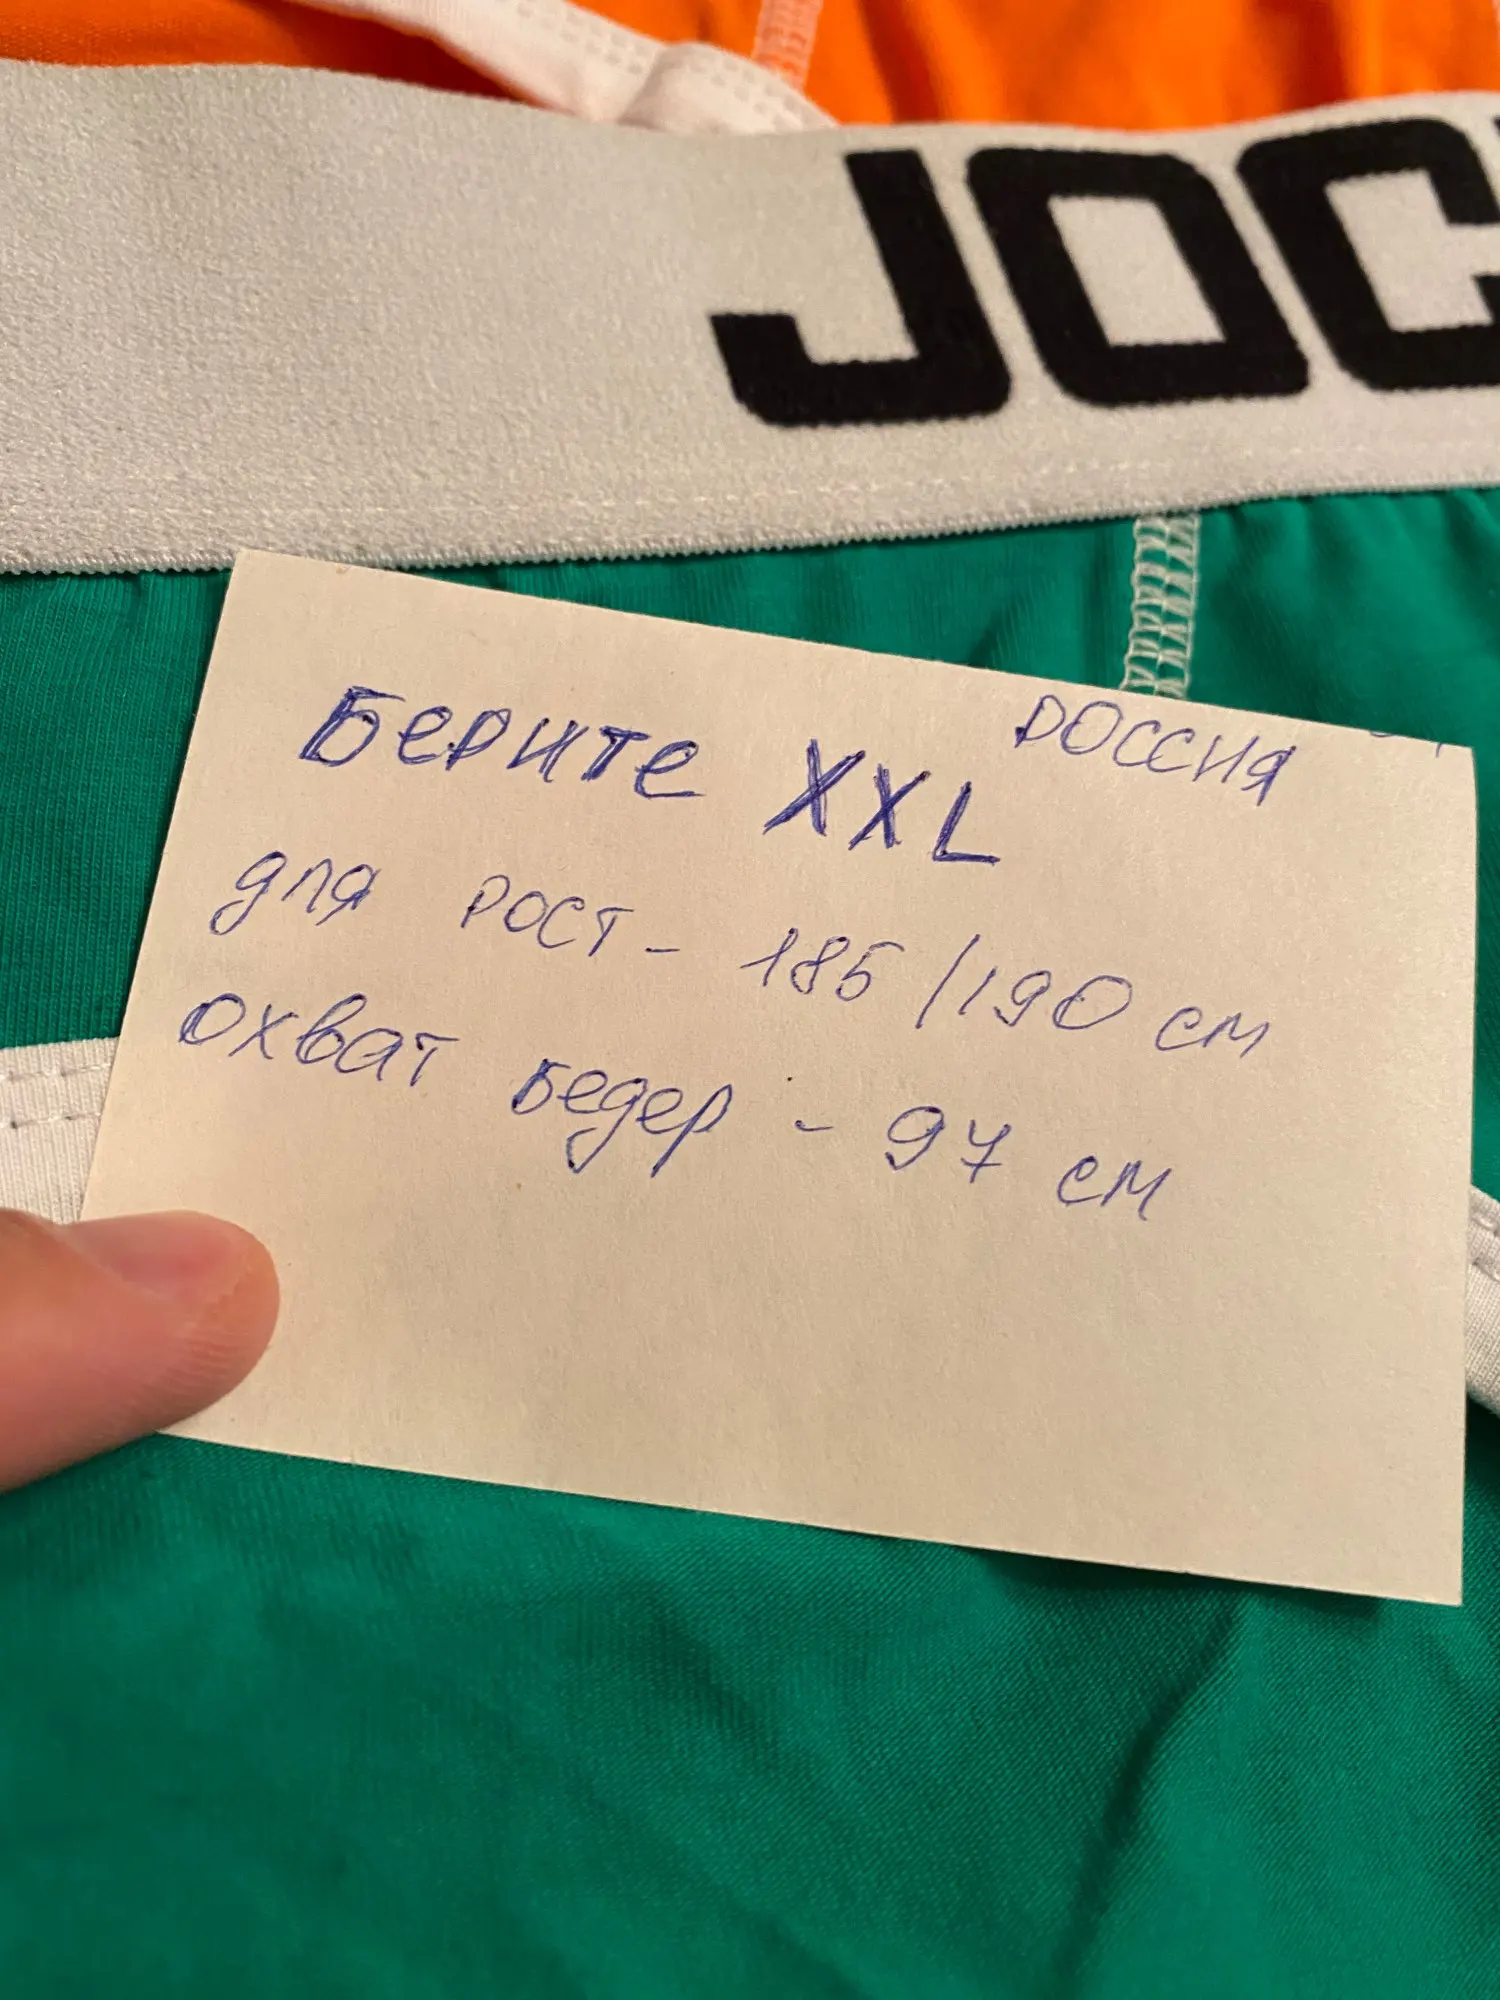 JOC
РОССИЯ
Берите XXL
для рост - 185/190 см
охват бедер - 97 см